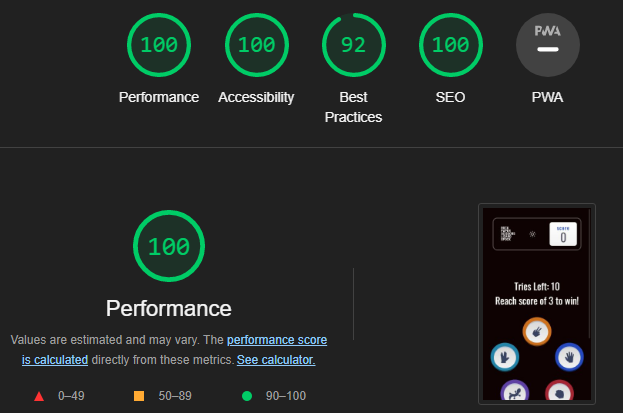 100
100
92
100
PWA
Performance
Accessibility
Best
Practices
SEO
PWA
100
Performance
Values are estimated and may vary. The performance score
is calculated directly from these metrics. See calculator.
0–49
50–89
90–100
SCORE
0
Tries Left: 10
Reach score of 3 to win!